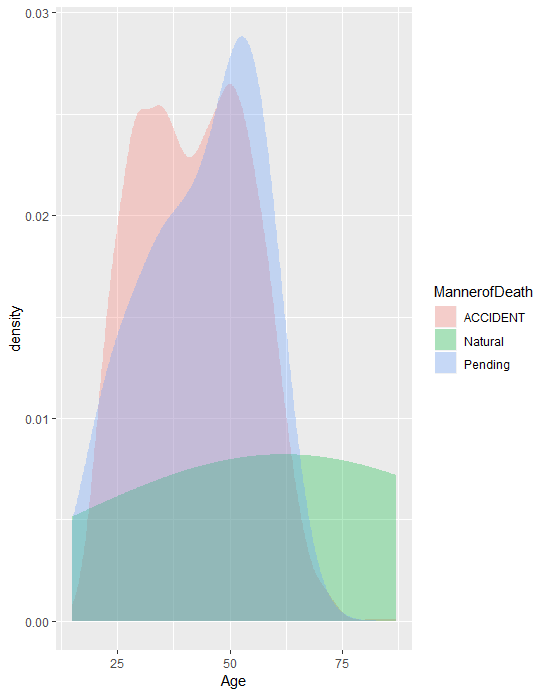 0.03
0.02
0.01
0.00
density
25
50
75
Age
MannerofDeath
ACCIDENT
Natural
Pending